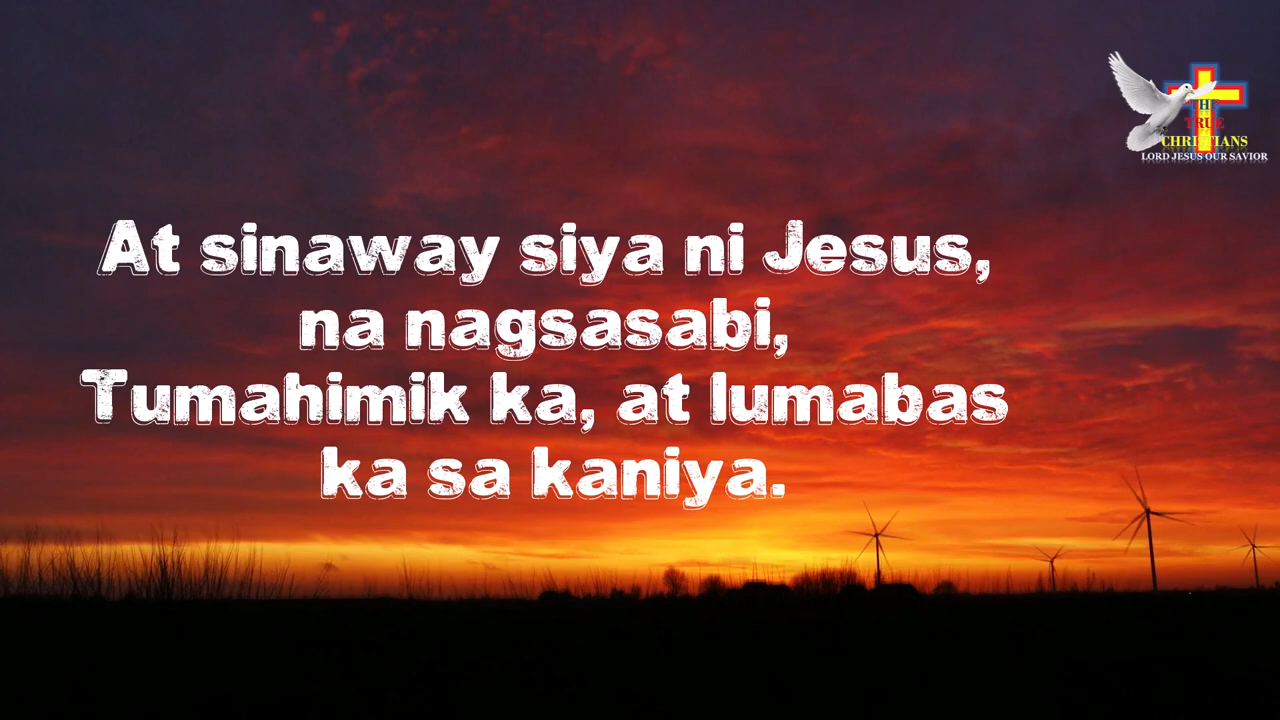 THE
TRUE
CHRISTIANS
LORD JESUS OUR SAVIOR
At sinaway siya ni Jesus,
na nagsasabi,
Tumahimik ka, at lumabas
ka sa kaniya.